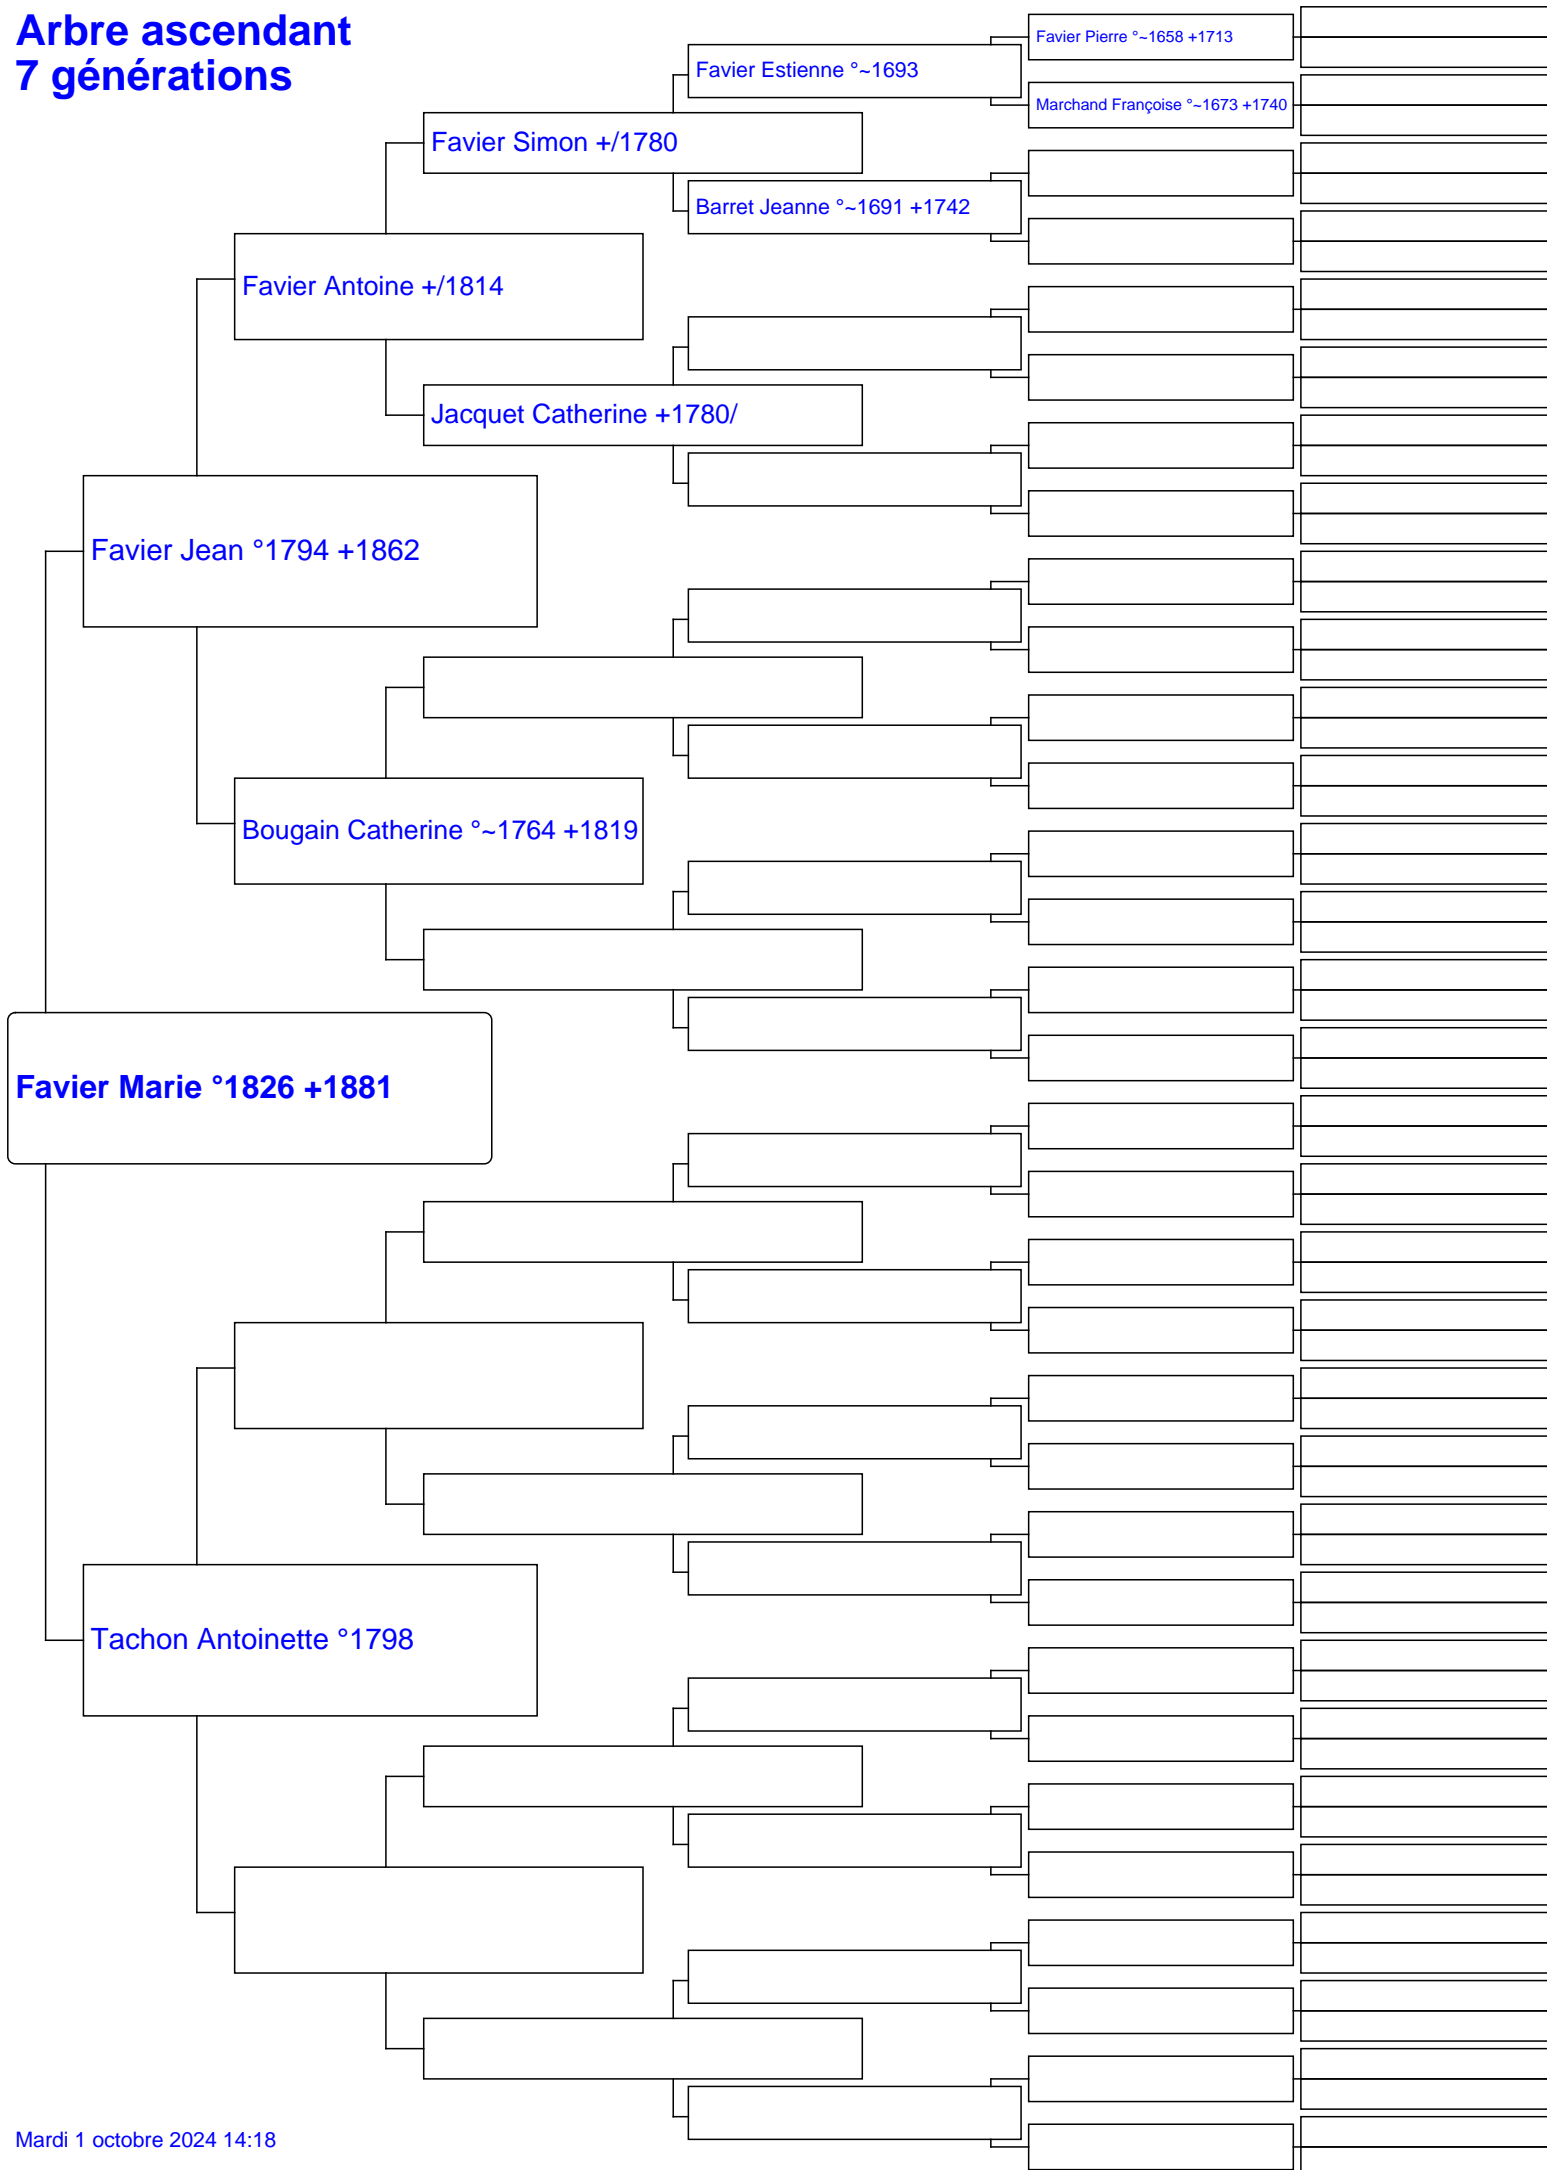 Arbre ascendant
7 générations
Favier Pierre °~1658 +1713
Favier Estienne °~1693
Marchand Françoise °~1673 +1740
Favier Simon +/1780
Barret Jeanne °~1691 +1742
Favier Antoine +/1814
Jacquet Catherine +1780/
Favier Jean °1794 +1862
Bougain Catherine °~1764 +1819
Favier Marie °1826 +1881
Tachon Antoinette °1798
Mardi 1 octobre 2024 14:18